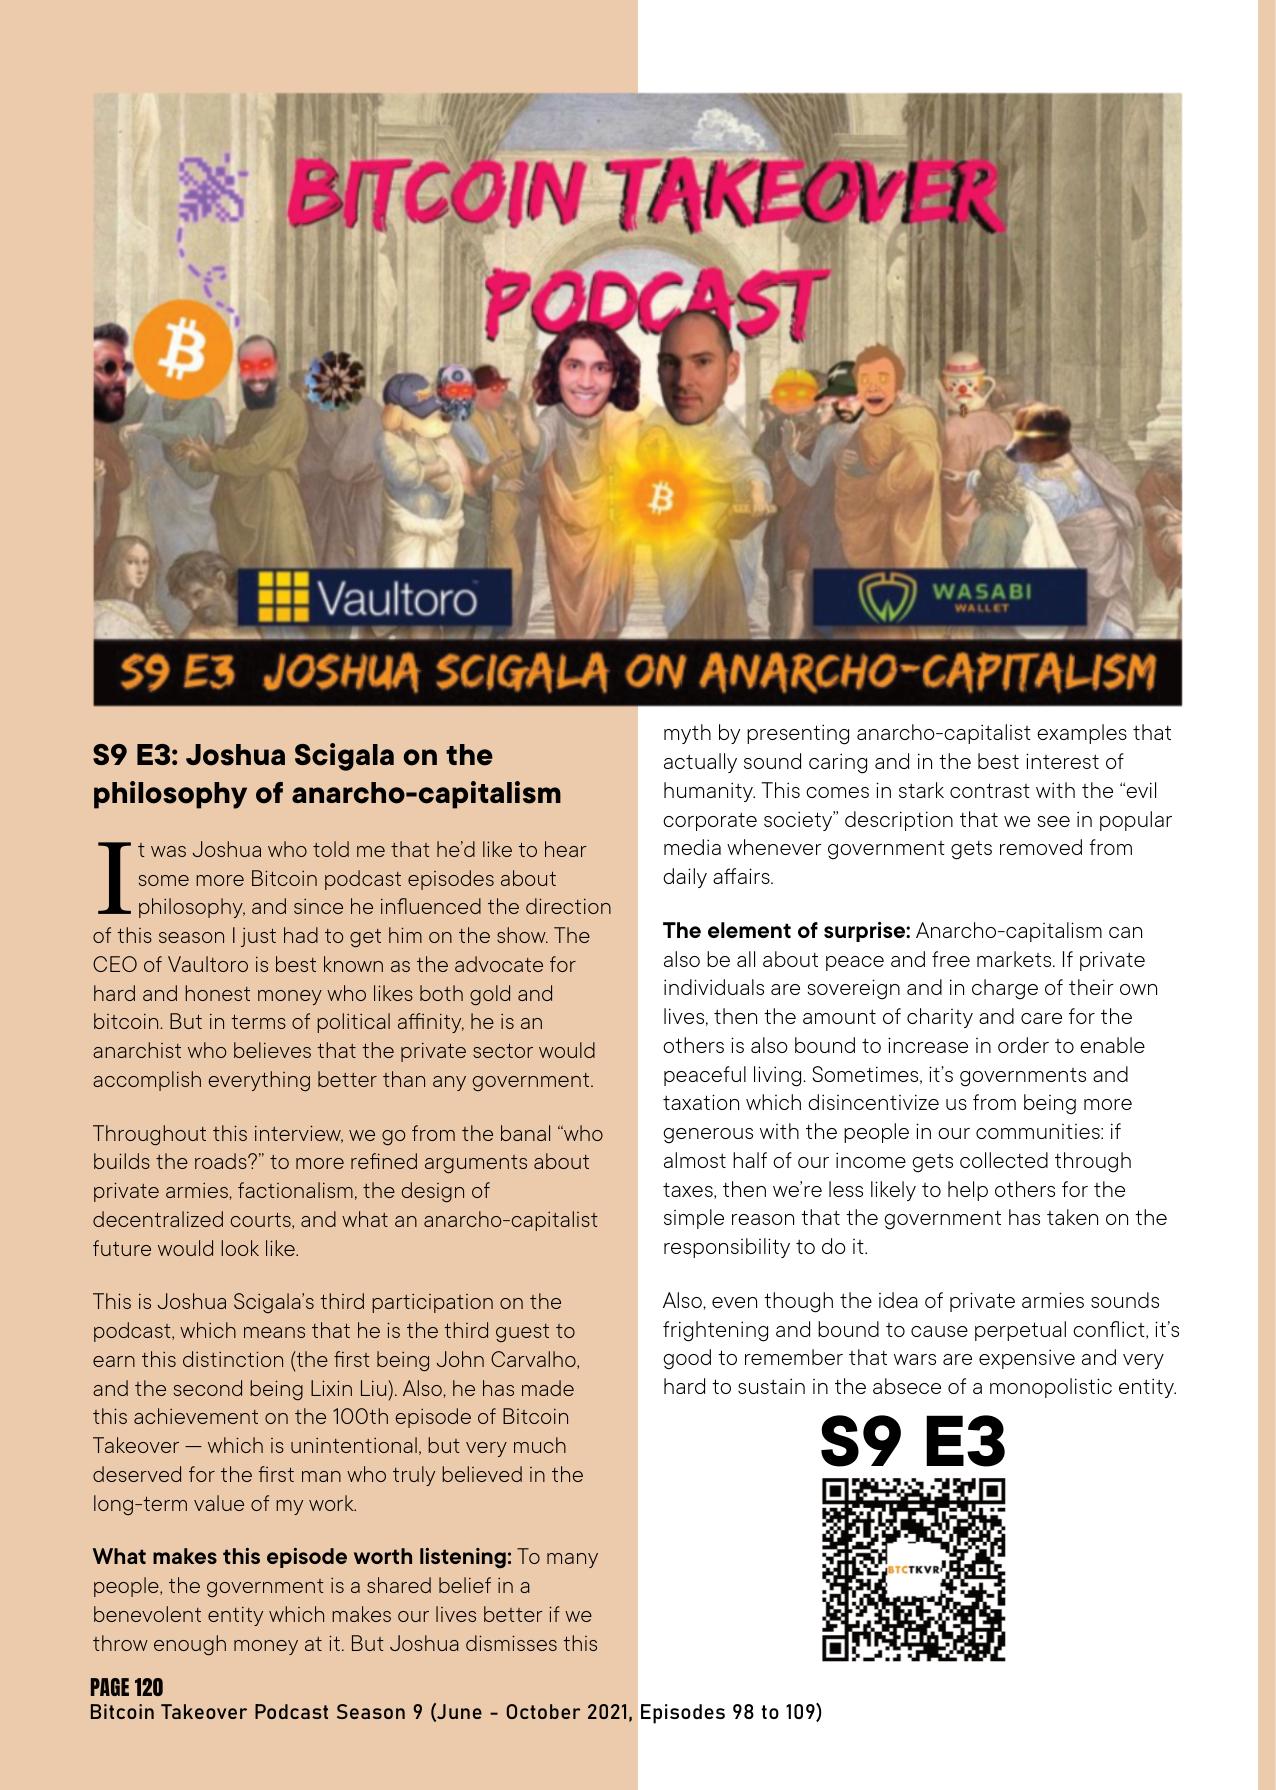 BITCOIN TAKEOVER
PODCAST
Vaultoro
WASABI
WALLET
S9 E3 JOSHUA SCIGALA ON ANARCHO-CAPITALISM
S9 E3: Joshua Scigala on the
philosophy of anarcho-capitalism
It was Joshua who told me that he’d like to hear
some more Bitcoin podcast episodes about
philosophy, and since he influenced the direction
of this season I just had to get him on the show. The
CEO of Vaultoro is best known as the advocate for
hard and honest money who likes both gold and
bitcoin. But in terms of political affinity, he is an
anarchist who believes that the private sector would
accomplish everything better than any government.
Throughout this interview, we go from the banal “who
builds the roads?” to more refined arguments about
private armies, factionalism, the design of
decentralized courts, and what an anarcho-capitalist
future would look like.
This is Joshua Scigala’s third participation on the
podcast, which means that he is the third guest to
earn this distinction (the first being John Carvalho,
and the second being Lixin Liu). Also, he has made
this achievement on the 100th episode of Bitcoin
Takeover — which is unintentional, but very much
deserved for the first man who truly believed in the
long-term value of my work.
What makes this episode worth listening: To many
people, the government is a shared belief in a
benevolent entity which makes our lives better if we
throw enough money at it. But Joshua dismisses this
myth by presenting anarcho-capitalist examples that
actually sound caring and in the best interest of
humanity. This comes in stark contrast with the “evil
corporate society” description that we see in popular
media whenever government gets removed from
daily affairs.
The element of surprise: Anarcho-capitalism can
also be all about peace and free markets. If private
individuals are sovereign and in charge of their own
lives, then the amount of charity and care for the
others is also bound to increase in order to enable
peaceful living. Sometimes, it’s governments and
taxation which disincentivize us from being more
generous with the people in our communities: if
almost half of our income gets collected through
taxes, then we’re less likely to help others for the
simple reason that the government has taken on the
responsibility to do it.
Also, even though the idea of private armies sounds
frightening and bound to cause perpetual conflict, it’s
good to remember that wars are expensive and very
hard to sustain in the absece of a monopolistic entity.
S9 E3
BTCTKVR
PAGE 120
Bitcoin Takeover Podcast Season 9 (June - October 2021, Episodes 98 to 109)